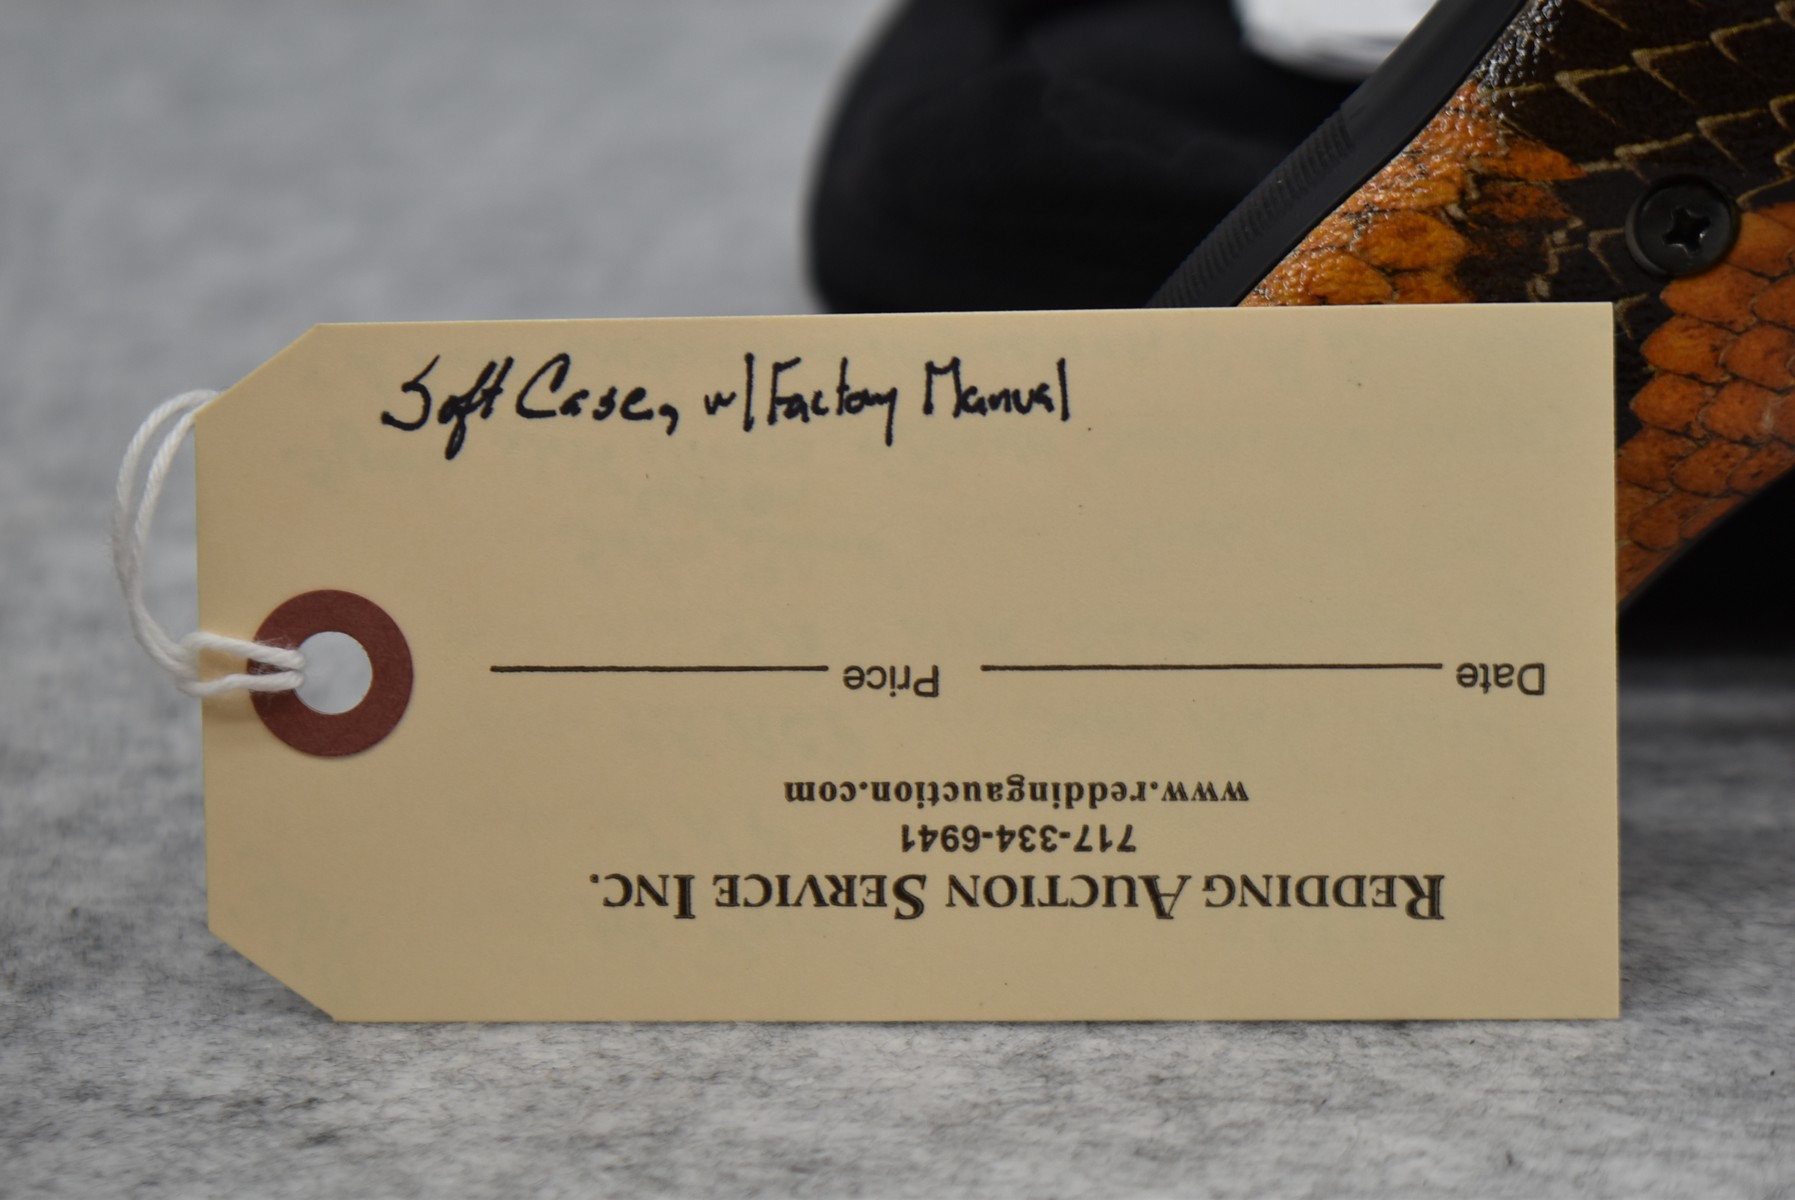 Soft Case, w/ Factory Manual
REDDING AUCTION SERVICE INC.
717-334-6941
www.reddingauction.com
Date Price